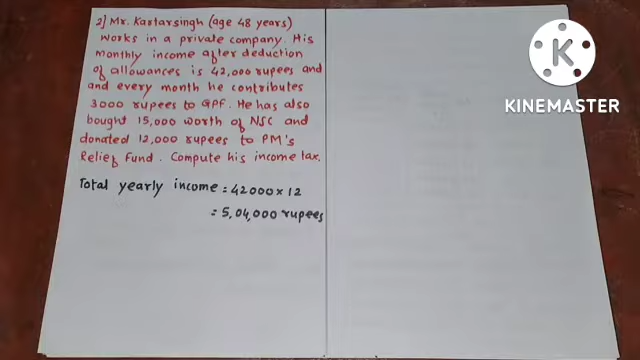 2] Mr. Kartarsingh (age 48 years)
works in a private company. His
monthly income after deduction
of allowances is 42,000 rupees and
and every month he contributes
3000 rupees to GPF. He has also
bought 15,000 worth of NSC and
donated 12,000 rupees to PM's
Relief Fund. Compute his income tax.
Total yearly income = 42000 × 12
= 5,04,000 rupees
K
KINEMASTER